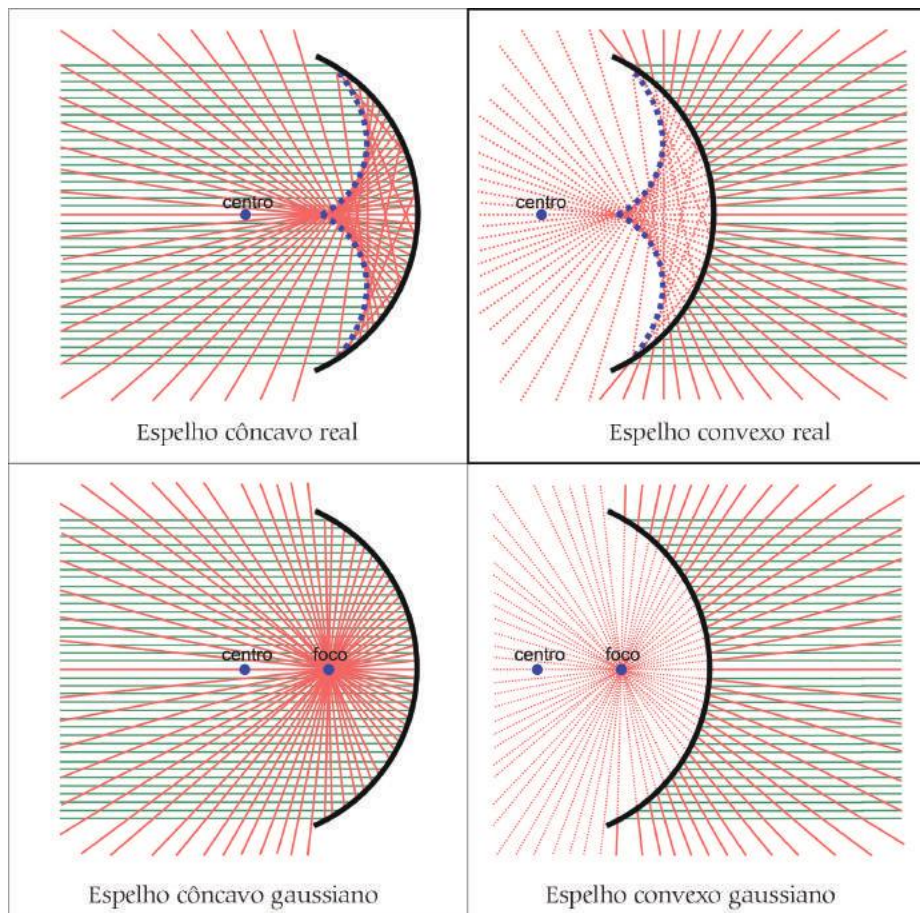 centro
Espelho côncavo real
centro
Espelho convexo real
centro
foco
Espelho côncavo gaussiano
centro
foco
Espelho convexo gaussiano